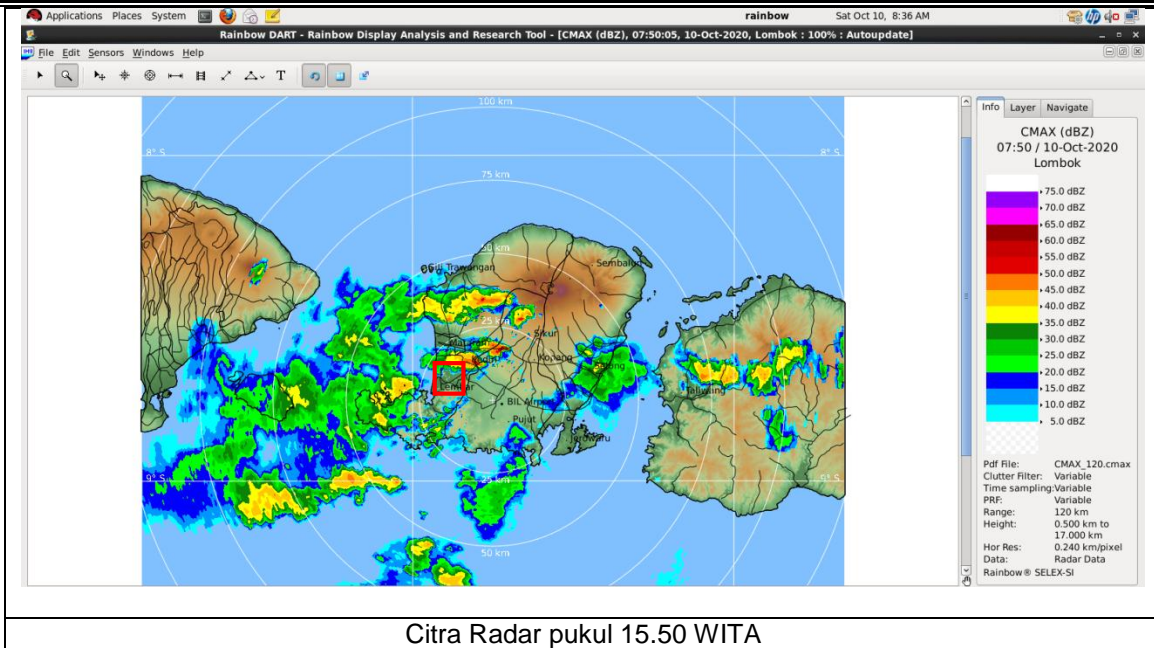 Applications Places System rainbow Sat Oct 10, 8:36 AM
Rainbow DART - Rainbow Display Analysis and Research Tool - [CMAX (dBZ), 07:50:05, 10-Oct-2020, Lombok : 100% : Autoupdate]
File Edit Sensors Windows Help
T
Info Layer Navigate
CMAX (dBZ)
07:50 / 10-Oct-2020
Lombok
75.0 dBZ
70.0 dBZ
65.0 dBZ
60.0 dBZ
55.0 dBZ
50.0 dBZ
45.0 dBZ
40.0 dBZ
35.0 dBZ
30.0 dBZ
25.0 dBZ
20.0 dBZ
15.0 dBZ
10.0 dBZ
5.0 dBZ
Pdf File: CMAX_120.cmax
Clutter Filter: Variable
Time sampling:Variable
PRF: Variable
Range: 120 km
Height: 0.500 km to
17.000 km
Hor Res: 0.240 km/pixel
Data: Radar Data
Rainbow® SELEX-SI
100 km
8° S 8° S
75 km
50 km
Sembalun
Gili Trawangan
25 km
Sikur
Mataram
Kopang
Lembar
Taliwang
BIL Airport
Pujut
Jerowaru
9° S 25 km 9° S
50 km
Citra Radar pukul 15.50 WITA